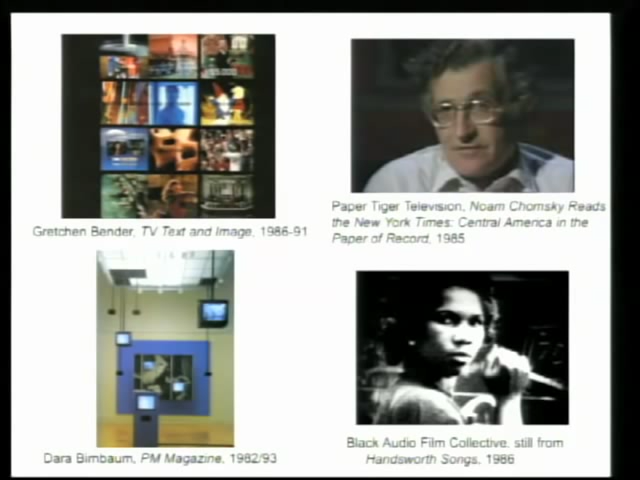 Gretchen Bender, TV Text and Image, 1986-91
Paper Tiger Television, Noam Chomsky Reads
the New York Times: Central America in the
Paper of Record, 1985
Dara Birnbaum, PM Magazine, 1982/93
Black Audio Film Collective, still from
Handsworth Songs, 1986